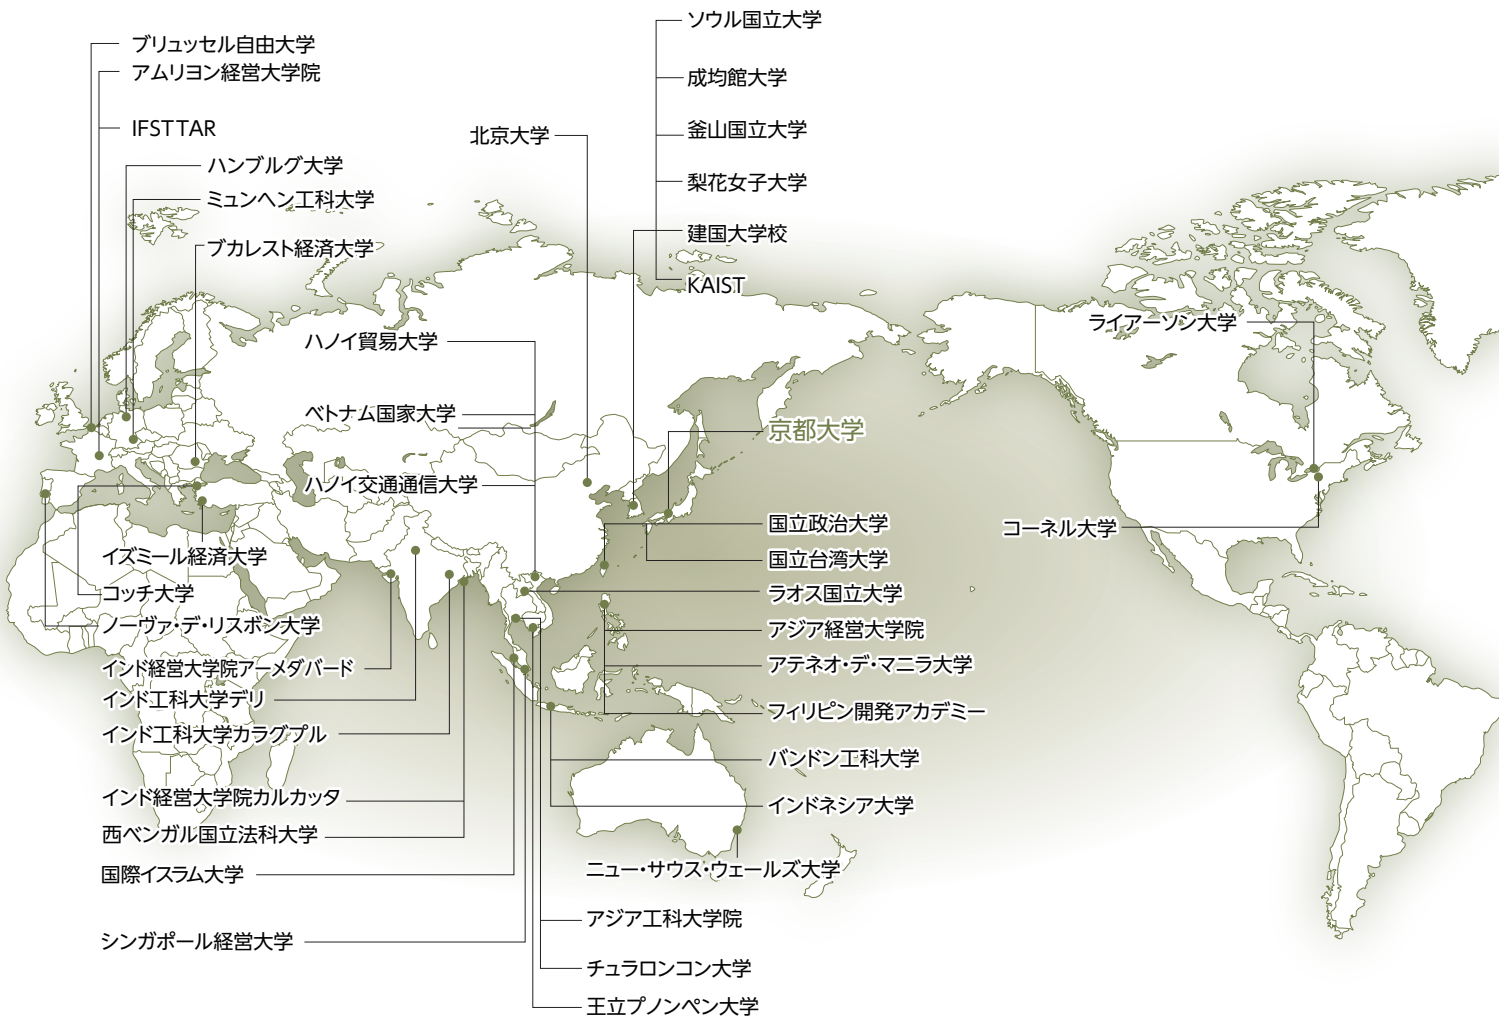 ブリュッセル自由大学
アムリヨン経営大学院
IFSTTAR
ハンブルグ大学
ミュンヘン工科大学
ブカレスト経済大学
北京大学
ソウル国立大学
成均館大学
釜山国立大学
梨花女子大学
建国大学校
KAIST
ハノイ貿易大学
ベトナム国家大学
ハノイ交通通信大学
京都大学
ライアーソン大学
コーネル大学
国立政治大学
国立台湾大学
ラオス国立大学
アジア経営大学院
アテネオ・デ・マニラ大学
フィリピン開発アカデミー
バンドン工科大学
インドネシア大学
ニュー・サウス・ウェールズ大学
イズミール経済大学
コッチ大学
ノーヴァ・デ・リスボン大学
インド経営大学院アーメダバード
インド工科大学デリ
インド工科大学カラグプル
インド経営大学院カルカッタ
西ベンガル国立法科大学
国際イスラム大学
シンガポール経営大学
アジア工科大学院
チュラロンコン大学
王立プノンペン大学